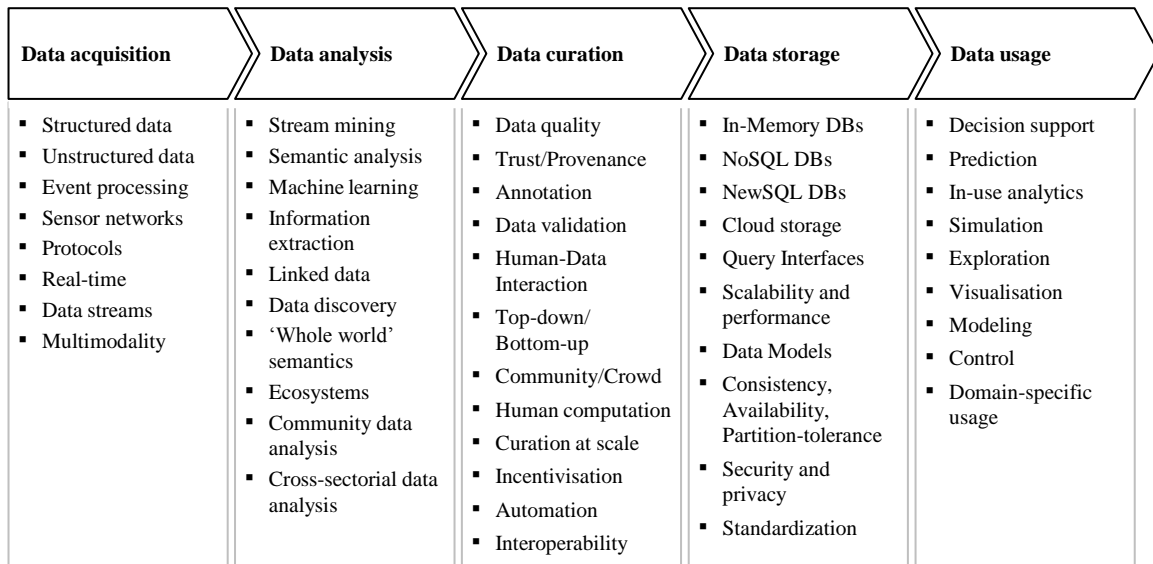 Data acquisition
Data analysis
Data curation
Data storage
Data usage
▪ Structured data
▪ Unstructured data
▪ Event processing
▪ Sensor networks
▪ Protocols
▪ Real-time
▪ Data streams
▪ Multimodality
▪ Stream mining
▪ Semantic analysis
▪ Machine learning
▪ Information
extraction
▪ Linked data
▪ Data discovery
▪ ‘Whole world’
semantics
▪ Ecosystems
▪ Community data
analysis
▪ Cross-sectorial data
analysis
▪ Data quality
▪ Trust/Provenance
▪ Annotation
▪ Data validation
▪ Human-Data
Interaction
▪ Top-down/
Bottom-up
▪ Community/Crowd
▪ Human computation
▪ Curation at scale
▪ Incentivisation
▪ Automation
▪ Interoperability
▪ In-Memory DBs
▪ NoSQL DBs
▪ NewSQL DBs
▪ Cloud storage
▪ Query Interfaces
▪ Scalability and
performance
▪ Data Models
▪ Consistency,
Availability,
Partition-tolerance
▪ Security and
privacy
▪ Standardization
▪ Decision support
▪ Prediction
▪ In-use analytics
▪ Simulation
▪ Exploration
▪ Visualisation
▪ Modeling
▪ Control
▪ Domain-specific
usage